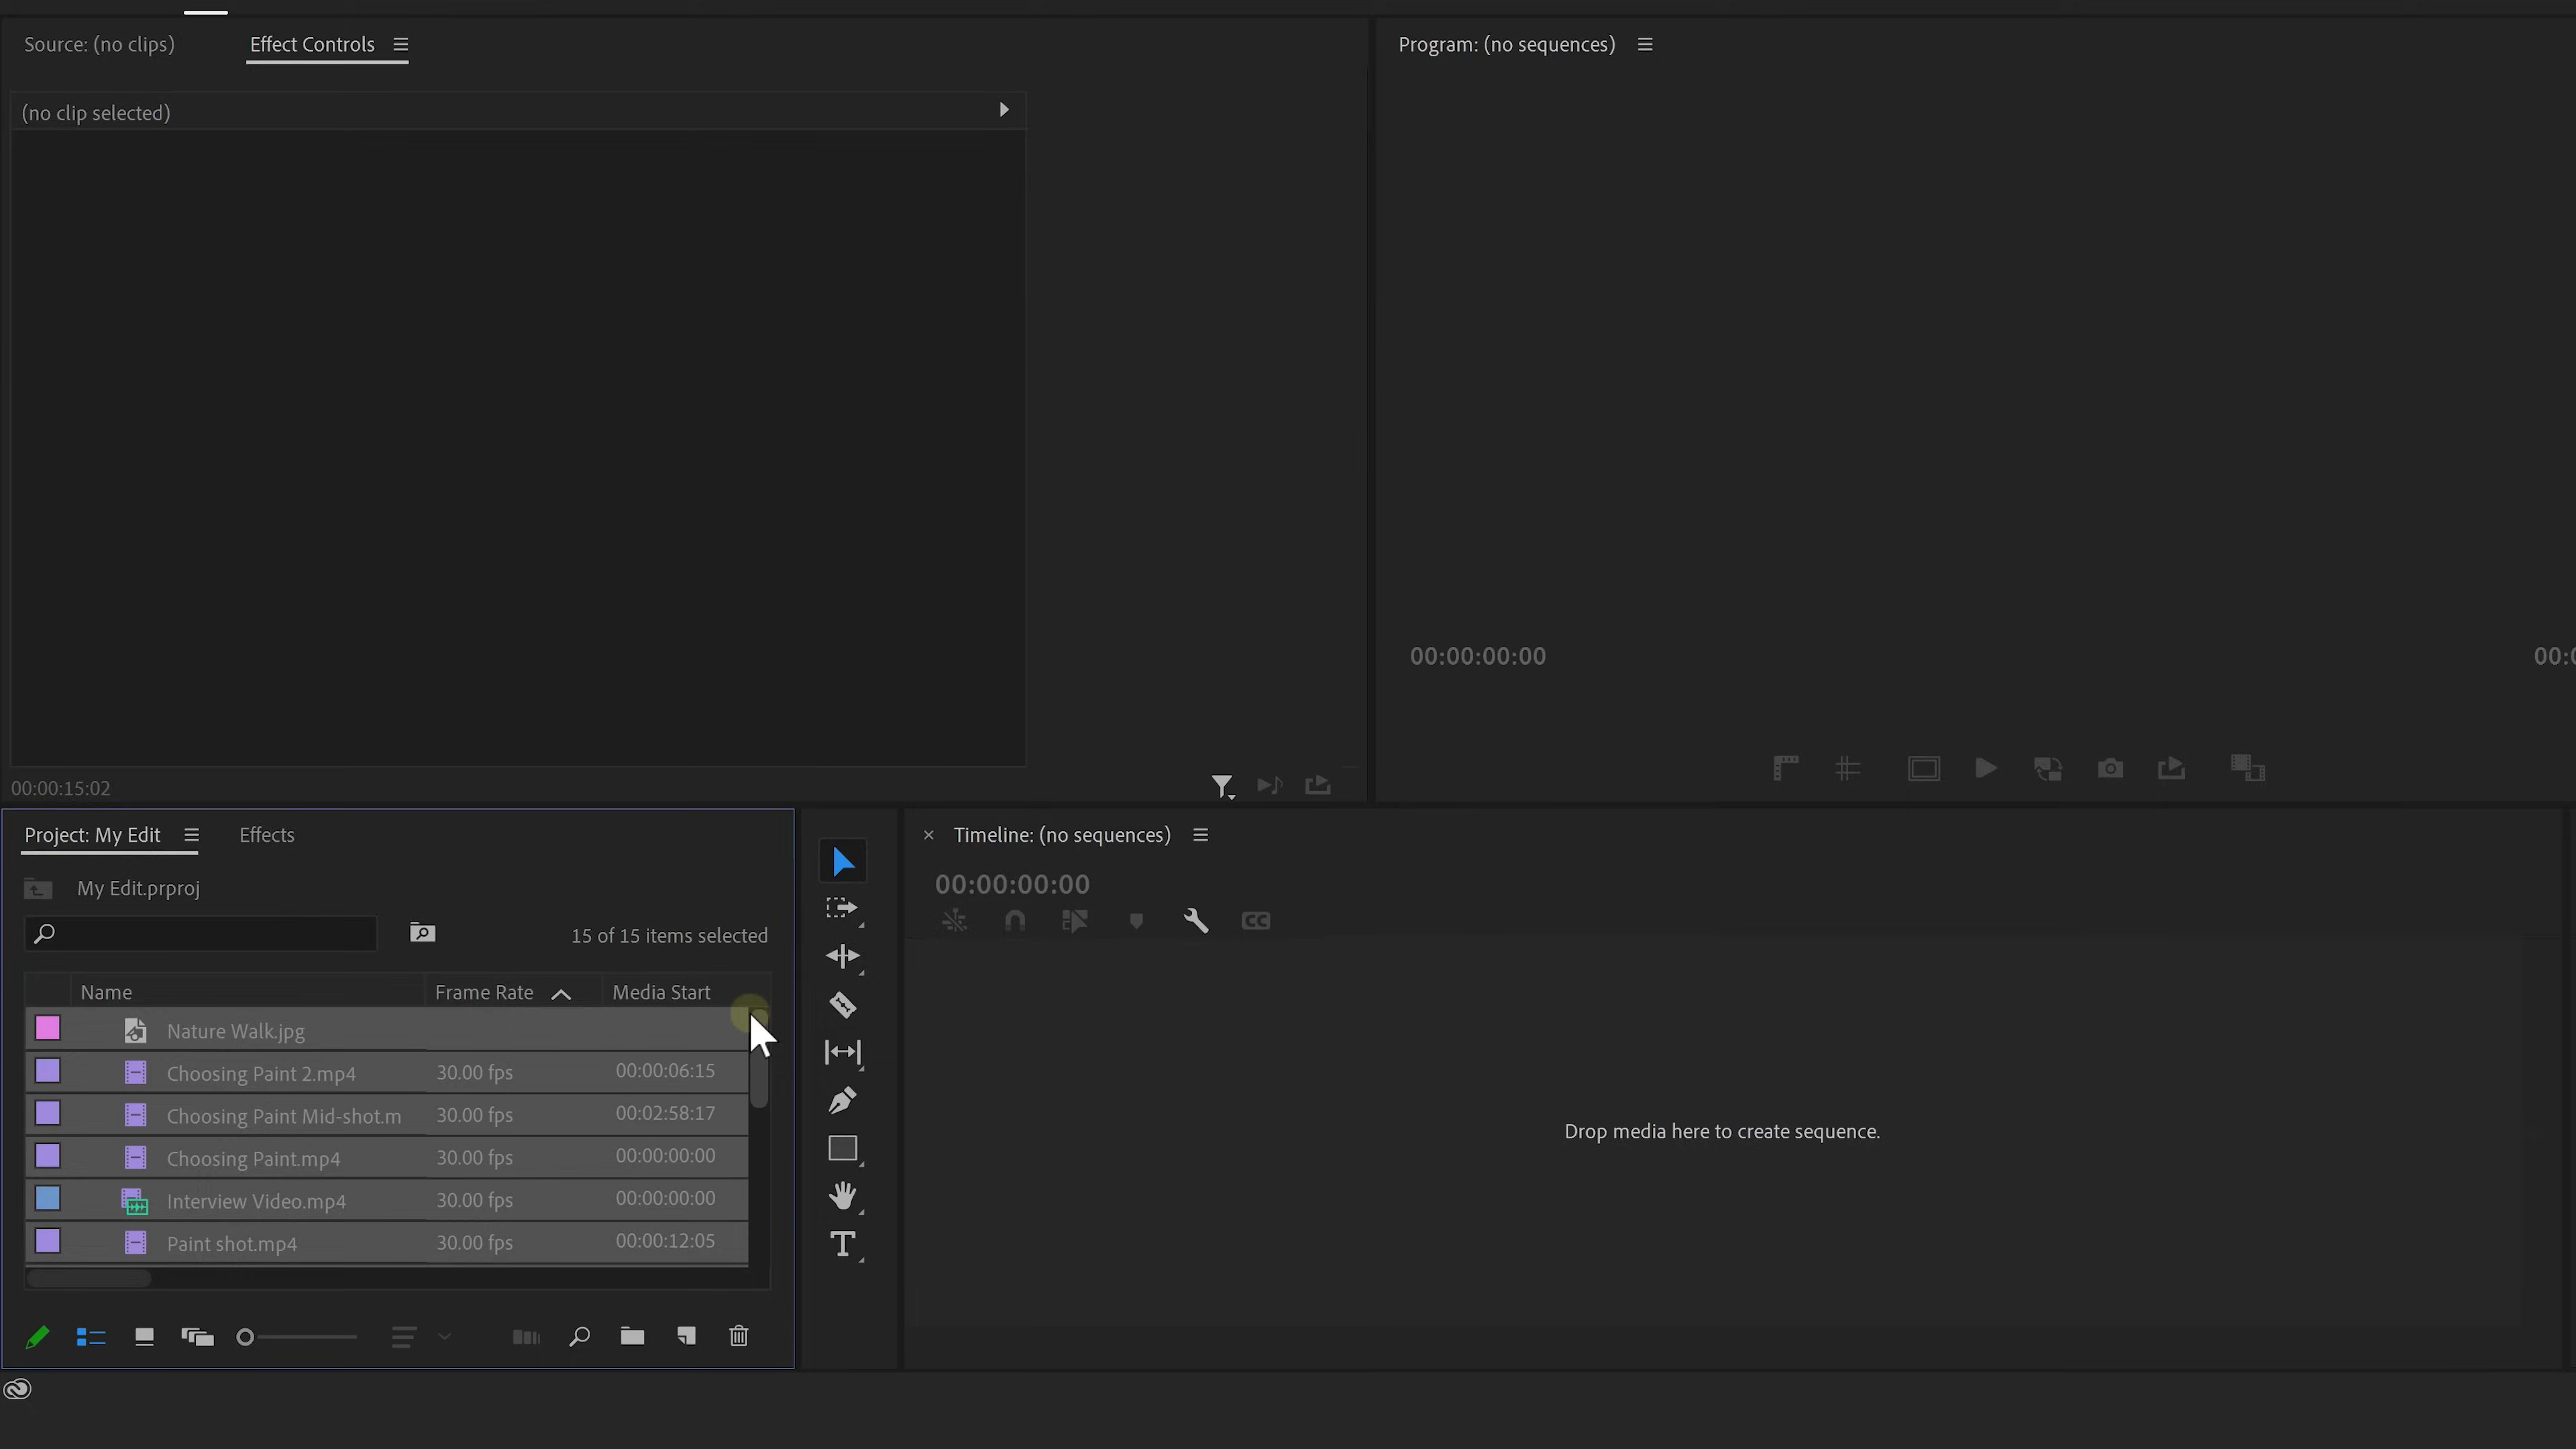 Source: (no clips)
Effect Controls
Program: (no sequences)
(no clip selected)
00:00:00:00
00:00:15:02
Project: My Edit
Effects
Timeline: (no sequences)
My Edit.prproj
00:00:00:00
15 of 15 items selected
CC
Name
Frame Rate
Media Start
Nature Walk.jpg
Choosing Paint 2.mp4 30.00 fps 00:00:06:15
Choosing Paint Mid-shot.m 30.00 fps 00:02:58:17
Drop media here to create sequence.
Choosing Paint.mp4 30.00 fps 00:00:00:00
Interview Video.mp4 30.00 fps 00:00:00:00
Paint shot.mp4 30.00 fps 00:00:12:05